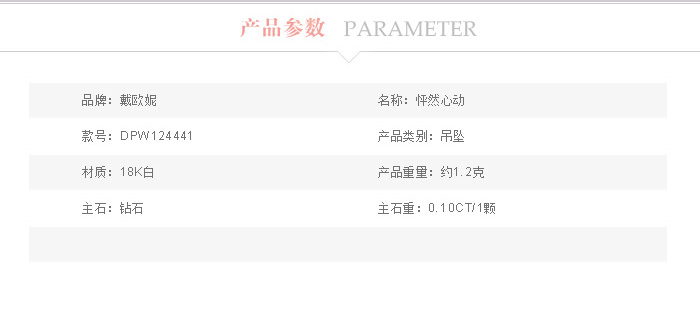 产品参数 PARAMETER
品牌：戴欧妮 名称：怦然心动
款号：DPW124441 产品类别：吊坠
材质：18K白 产品重量：约1.2克
主石：钻石 主石重：0.10CT/1颗